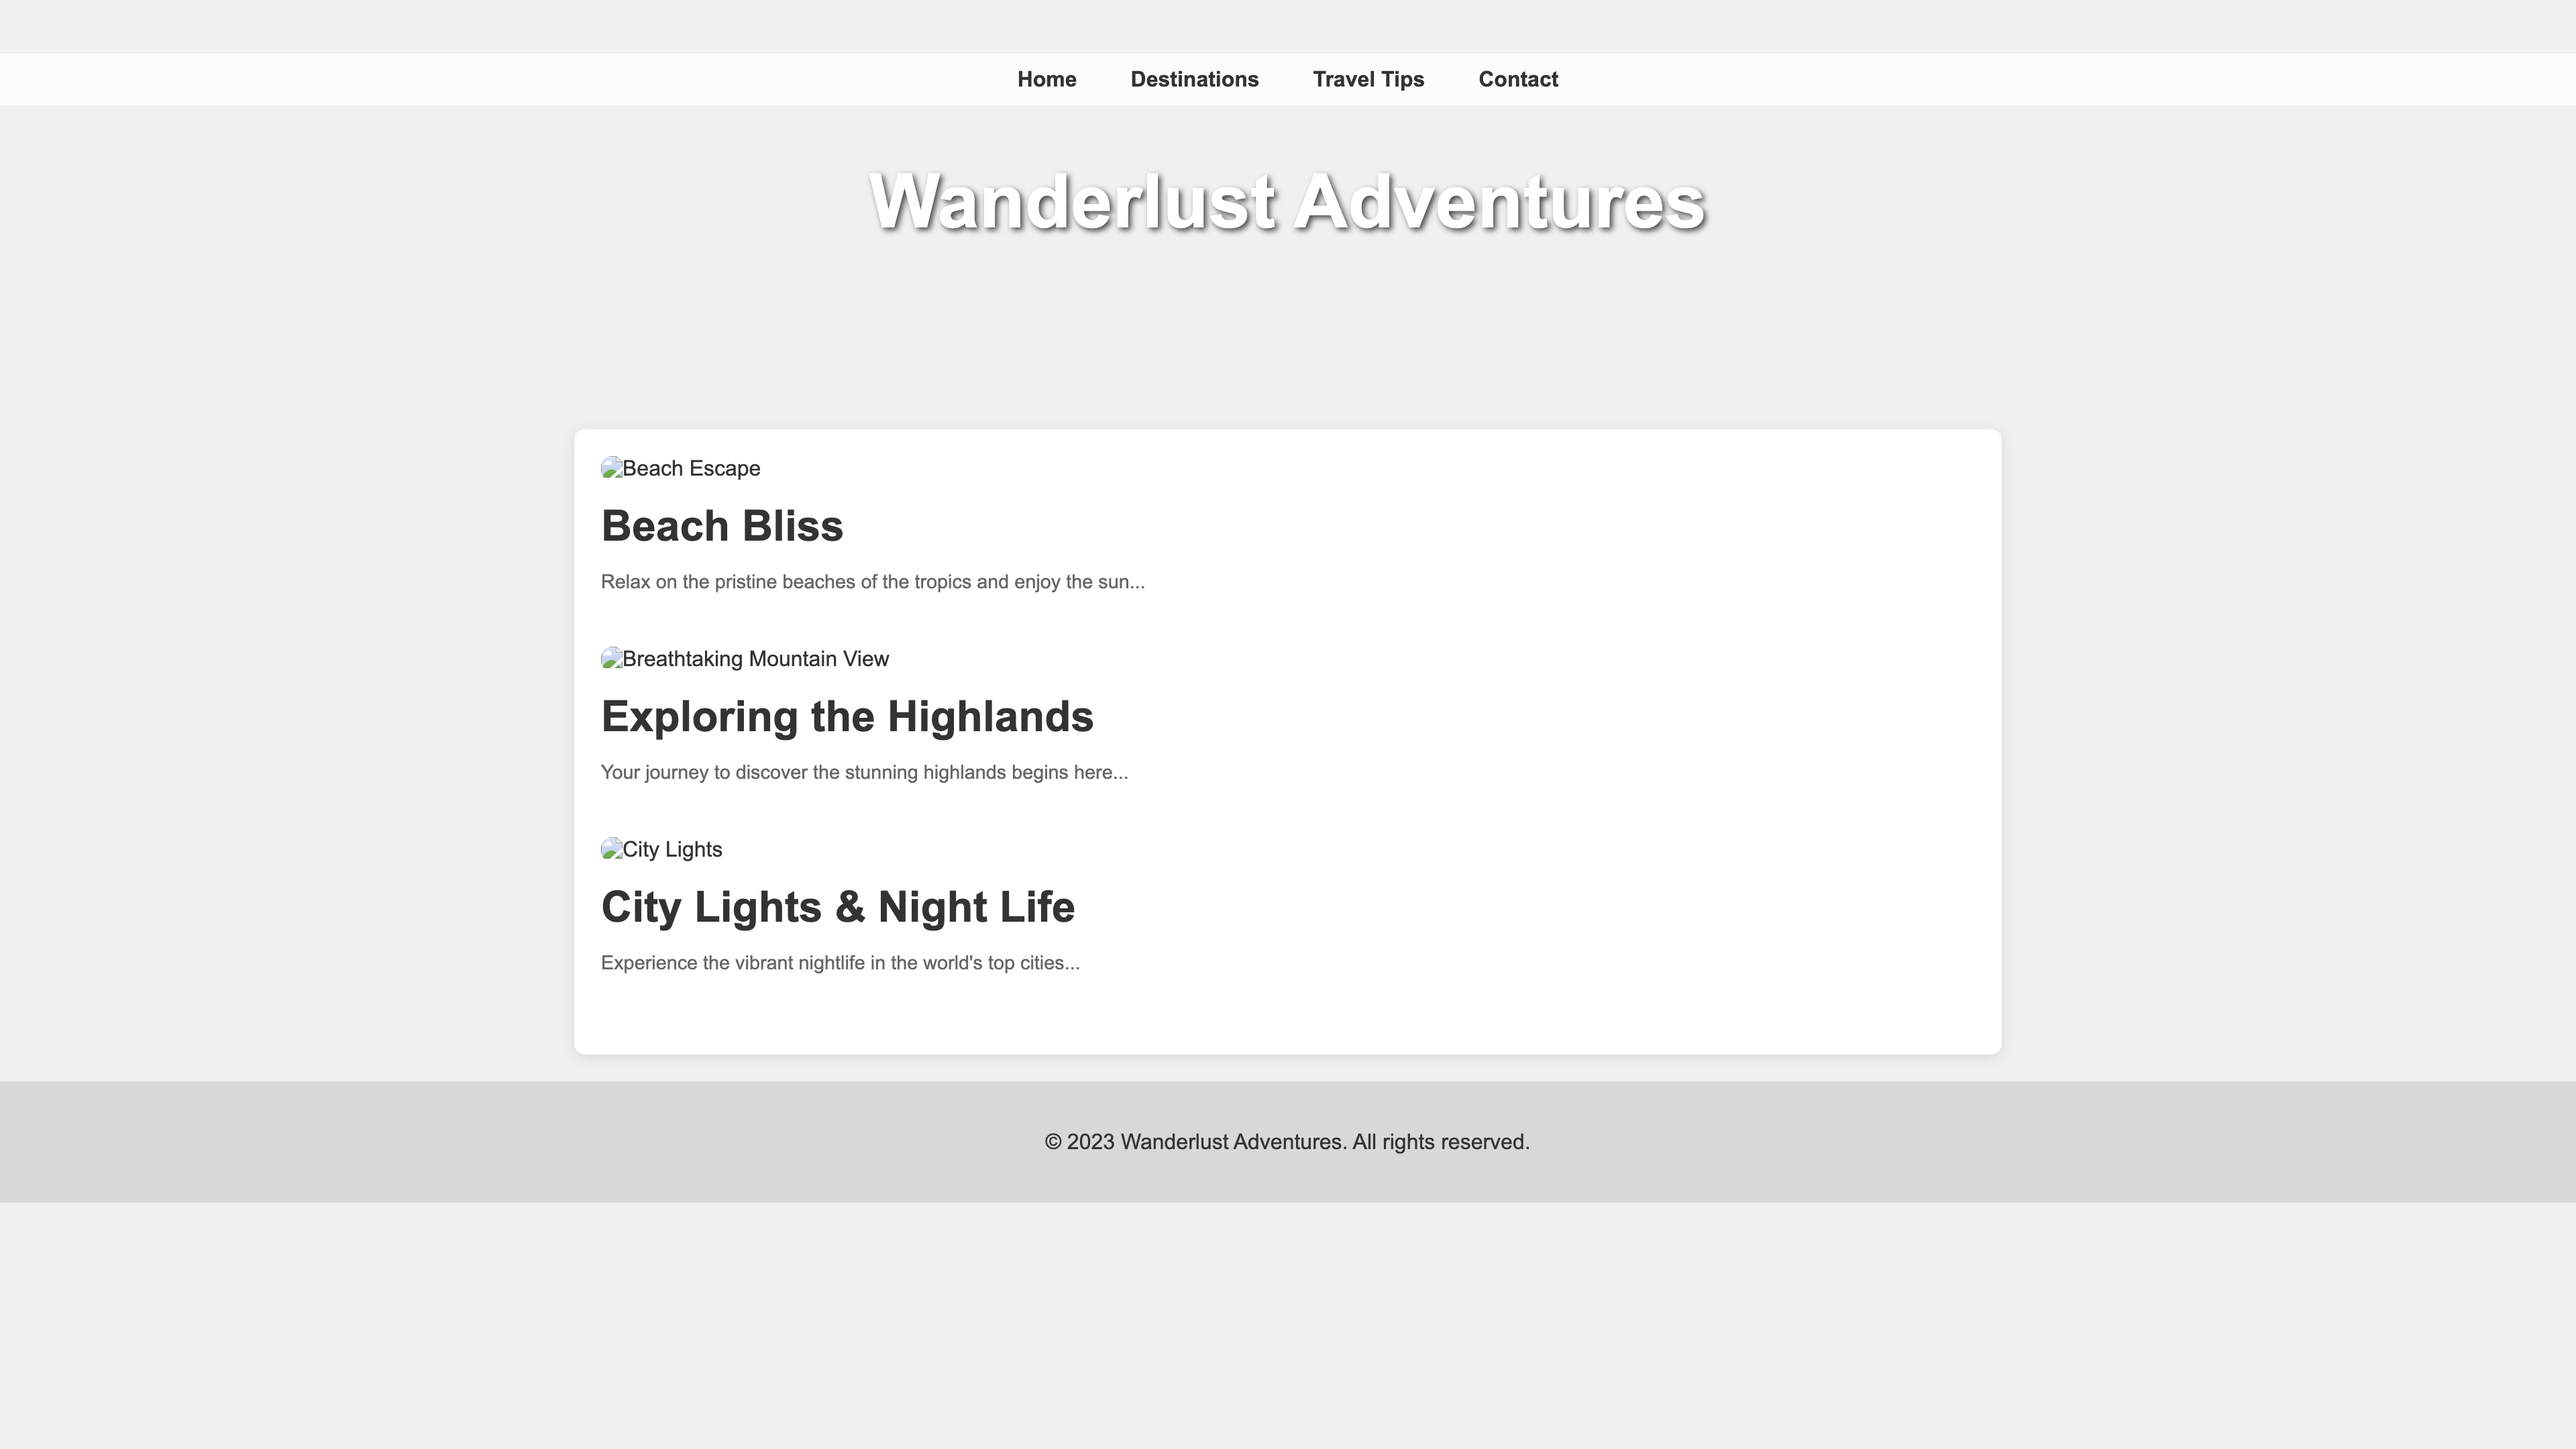 Home Destinations Travel Tips Contact
Wanderlust Adventures
Beach Escape
Beach Bliss
Relax on the pristine beaches of the tropics and enjoy the sun...
Breathtaking Mountain View
Exploring the Highlands
Your journey to discover the stunning highlands begins here...
City Lights
City Lights & Night Life
Experience the vibrant nightlife in the world's top cities...
© 2023 Wanderlust Adventures. All rights reserved.